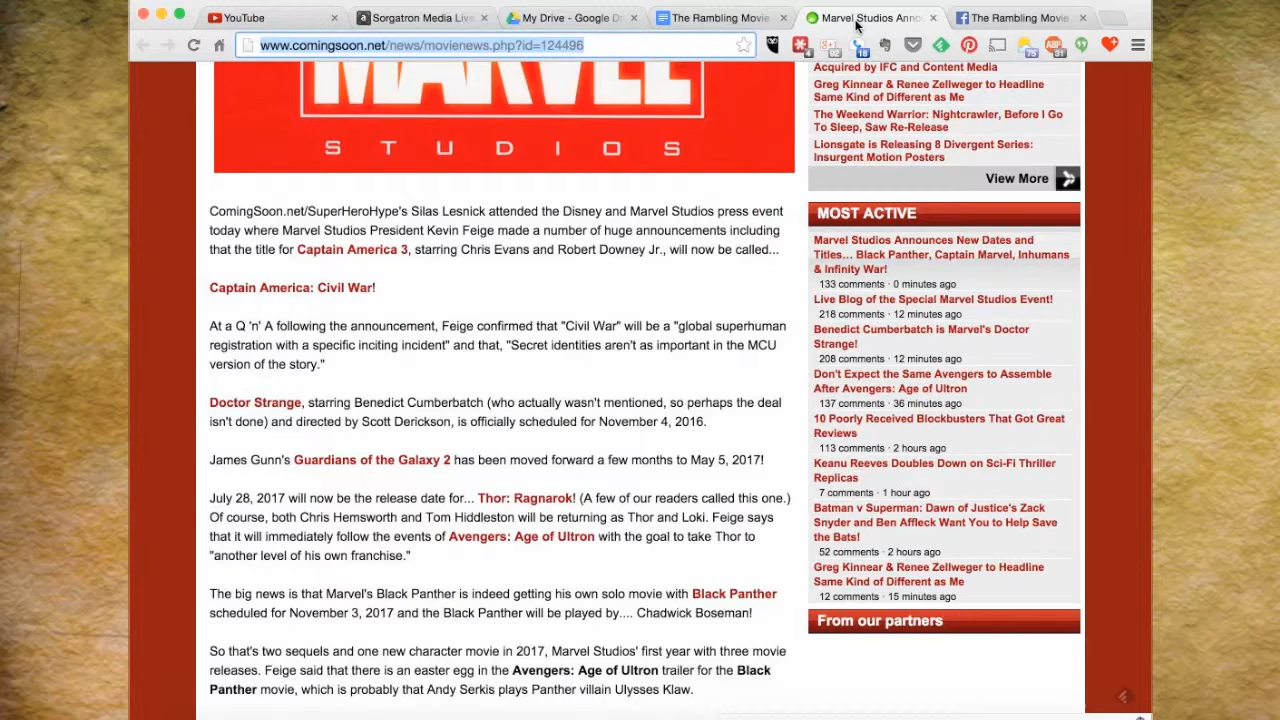 YouTube
Sorgatron Media Live
My Drive - Google D
The Rambling Movie
Marvel Studios Anno
The Rambling Movie
www.comingsoon.net/news/movienews.php?id=124496
MARVEL
STUDIOS
ComingSoon.net/SuperHeroHype's Silas Lesnick attended the Disney and Marvel Studios press event
today where Marvel Studios President Kevin Feige made a number of huge announcements including
that the title for Captain America 3, starring Chris Evans and Robert Downey Jr., will now be called...
Captain America: Civil War!
At a Q 'n' A following the announcement, Feige confirmed that "Civil War" will be a "global superhuman
registration with a specific inciting incident" and that, "Secret identities aren't as important in the MCU
version of the story."
Doctor Strange, starring Benedict Cumberbatch (who actually wasn't mentioned, so perhaps the deal
isn't done) and directed by Scott Derickson, is officially scheduled for November 4, 2016.
James Gunn's Guardians of the Galaxy 2 has been moved forward a few months to May 5, 2017!
July 28, 2017 will now be the release date for... Thor: Ragnarok! (A few of our readers called this one.)
Of course, both Chris Hemsworth and Tom Hiddleston will be returning as Thor and Loki. Feige says
that it will immediately follow the events of Avengers: Age of Ultron with the goal to take Thor to
"another level of his own franchise."
The big news is that Marvel's Black Panther is indeed getting his own solo movie with Black Panther
scheduled for November 3, 2017 and the Black Panther will be played by.... Chadwick Boseman!
So that's two sequels and one new character movie in 2017, Marvel Studios' first year with three movie
releases. Feige said that there is an easter egg in the Avengers: Age of Ultron trailer for the Black
Panther movie, which is probably that Andy Serkis plays Panther villain Ulysses Klaw.
Acquired by IFC and Content Media
Greg Kinnear & Renee Zellweger to Headline
Same Kind of Different as Me
The Weekend Warrior: Nightcrawler, Before I Go
To Sleep, Saw Re-Release
Lionsgate is Releasing 8 Divergent Series:
Insurgent Motion Posters
View More
MOST ACTIVE
Marvel Studios Announces New Dates and
Titles... Black Panther, Captain Marvel, Inhumans
& Infinity War!
133 comments · 0 minutes ago
Live Blog of the Special Marvel Studios Event!
218 comments · 12 minutes ago
Benedict Cumberbatch is Marvel's Doctor
Strange!
208 comments · 12 minutes ago
Don't Expect the Same Avengers to Assemble
After Avengers: Age of Ultron
137 comments · 36 minutes ago
10 Poorly Received Blockbusters That Got Great
Reviews
113 comments · 2 hours ago
Keanu Reeves Doubles Down on Sci-Fi Thriller
Replicas
7 comments · 1 hour ago
Batman v Superman: Dawn of Justice's Zack
Snyder and Ben Affleck Want You to Help Save
the Bats!
52 comments · 2 hours ago
Greg Kinnear & Renee Zellweger to Headline
Same Kind of Different as Me
12 comments · 15 minutes ago
From our partners